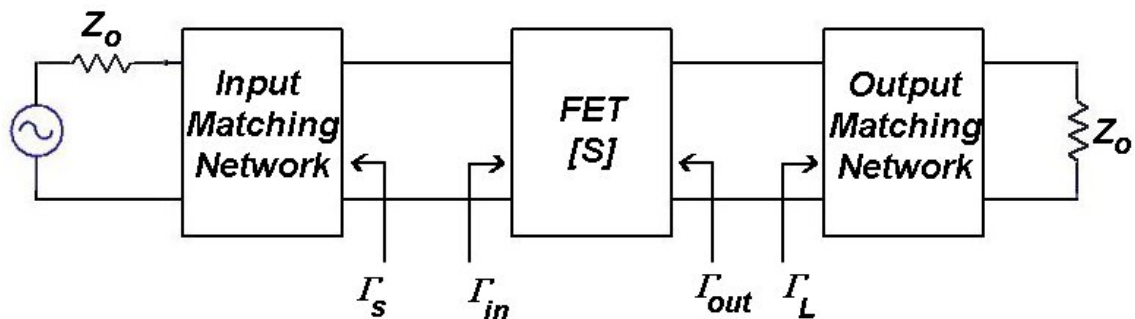 Zo
Input
Matching
Network
FET
[S]
Output
Matching
Network
Zo
Γs
Γin
Γout
ΓL